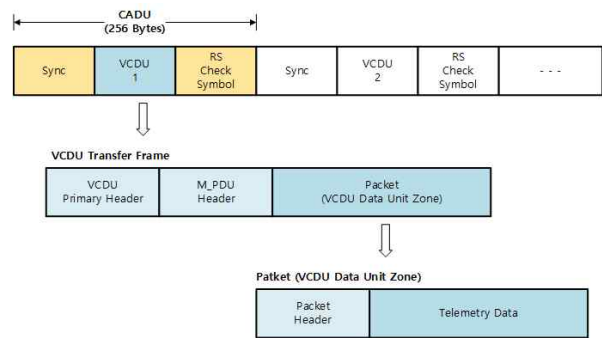 CADU
(256 Bytes)
Sync
VCDU
1
RS
Check
Symbol
Sync
VCDU
2
RS
Check
Symbol
- - -
VCDU Transfer Frame
VCDU
Primary Header
M_PDU
Header
Packet
(VCDU Data Unit Zone)
Patket (VCDU Data Unit Zone)
Packet
Header
Telemetry Data